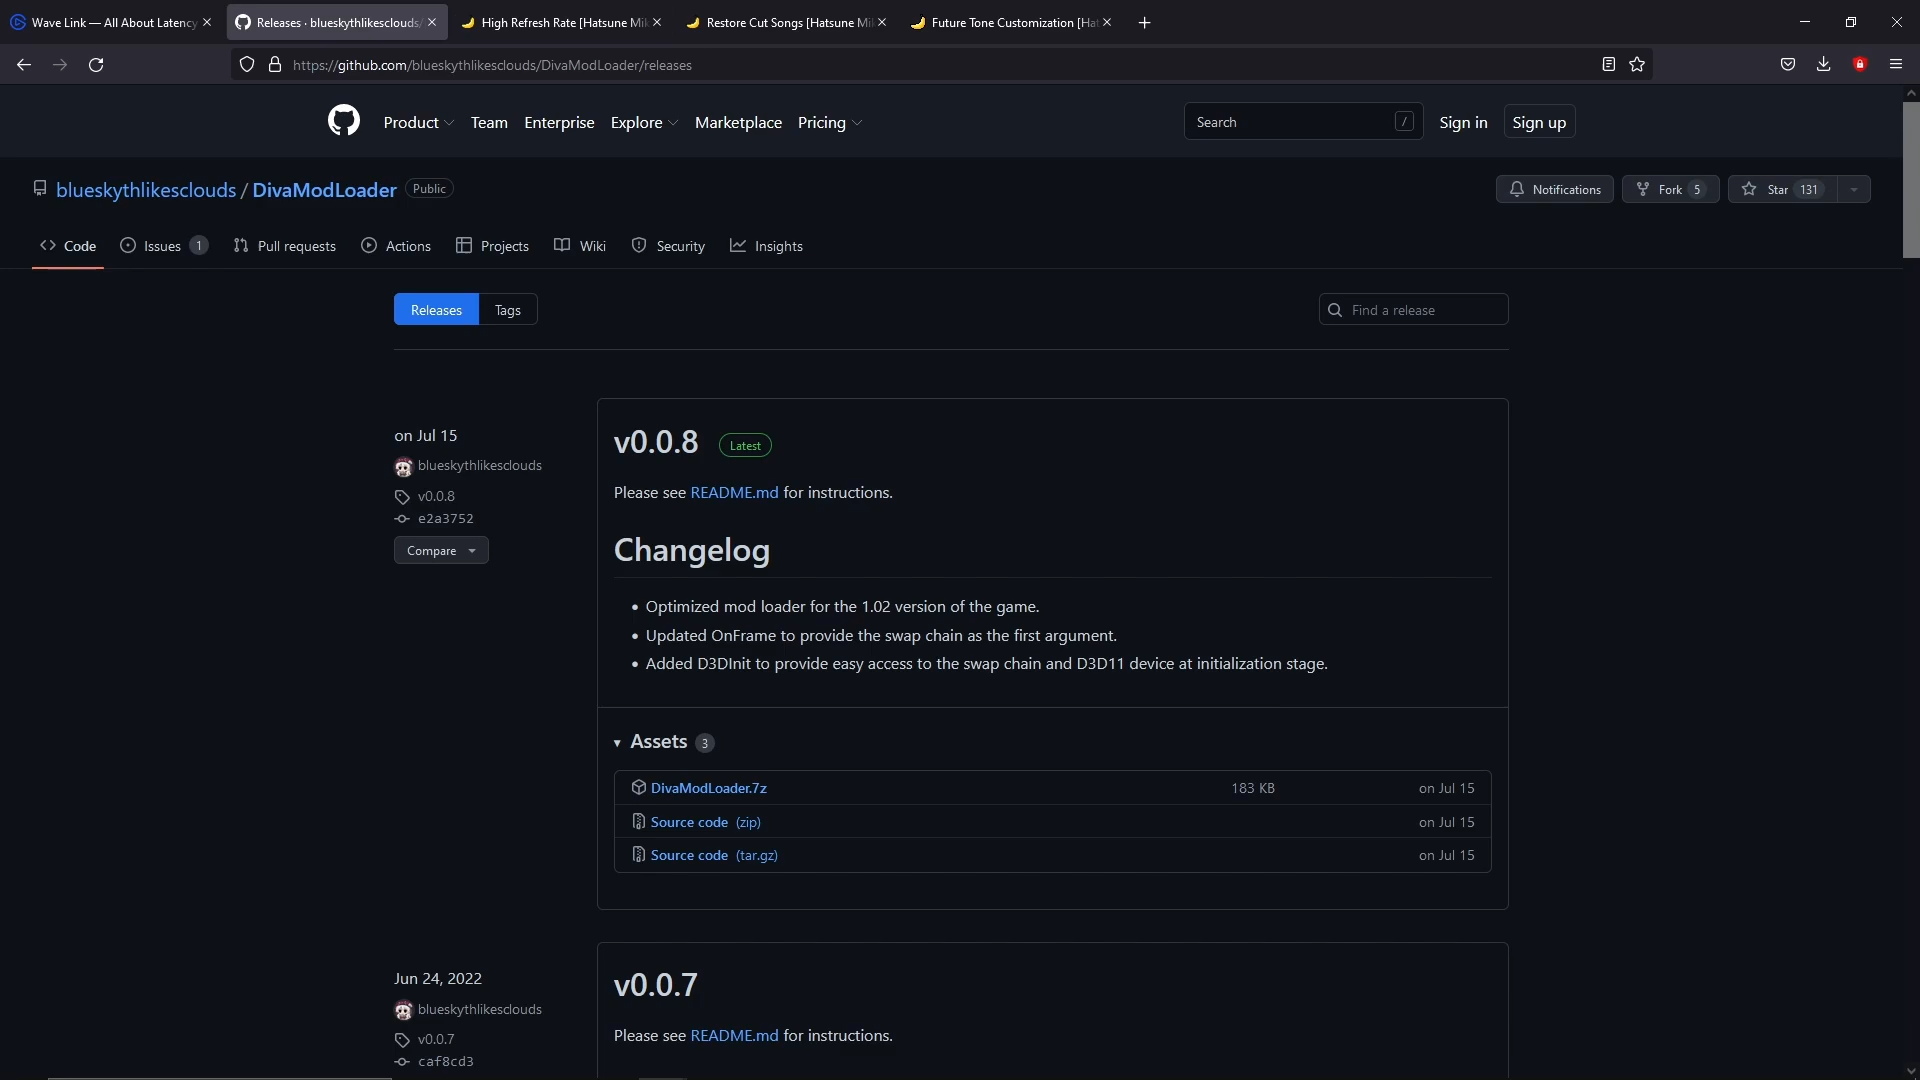 Wave Link — All About Latency
Releases · blueskythlikesclouds/
High Refresh Rate [Hatsune Mik
Restore Cut Songs [Hatsune Mi
Future Tone Customization [Hat
https://github.com/blueskythlikesclouds/DivaModLoader/releases
Product Team Enterprise Explore Marketplace Pricing
Search /
Sign in Sign up
blueskythlikesclouds / DivaModLoader Public
Notifications Fork 5 Star 131
Code Issues 1 Pull requests Actions Projects Wiki Security Insights
Releases Tags
Find a release
on Jul 15
blueskythlikesclouds
v0.0.8
e2a3752
Compare
v0.0.8 Latest
Please see README.md for instructions.
Changelog
• Optimized mod loader for the 1.02 version of the game.
• Updated OnFrame to provide the swap chain as the first argument.
• Added D3DInit to provide easy access to the swap chain and D3D11 device at initialization stage.
Assets 3
DivaModLoader.7z 183 KB on Jul 15
Source code (zip) on Jul 15
Source code (tar.gz) on Jul 15
Jun 24, 2022
blueskythlikesclouds
v0.0.7
caf8cd3
v0.0.7
Please see README.md for instructions.